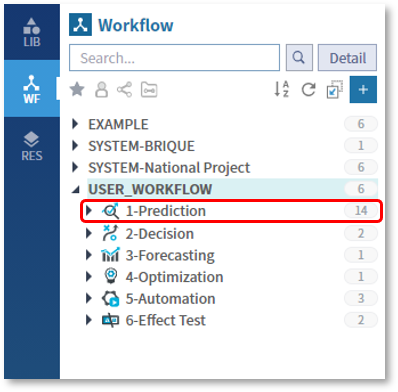 LIB
WF
RES
Workflow
Search... Detail
EXAMPLE 6
SYSTEM-BRIQUE 1
SYSTEM-National Project 6
USER_WORKFLOW 6
1-Prediction 14
2-Decision 2
3-Forecasting 1
4-Optimization 1
5-Automation 3
6-Effect Test 2